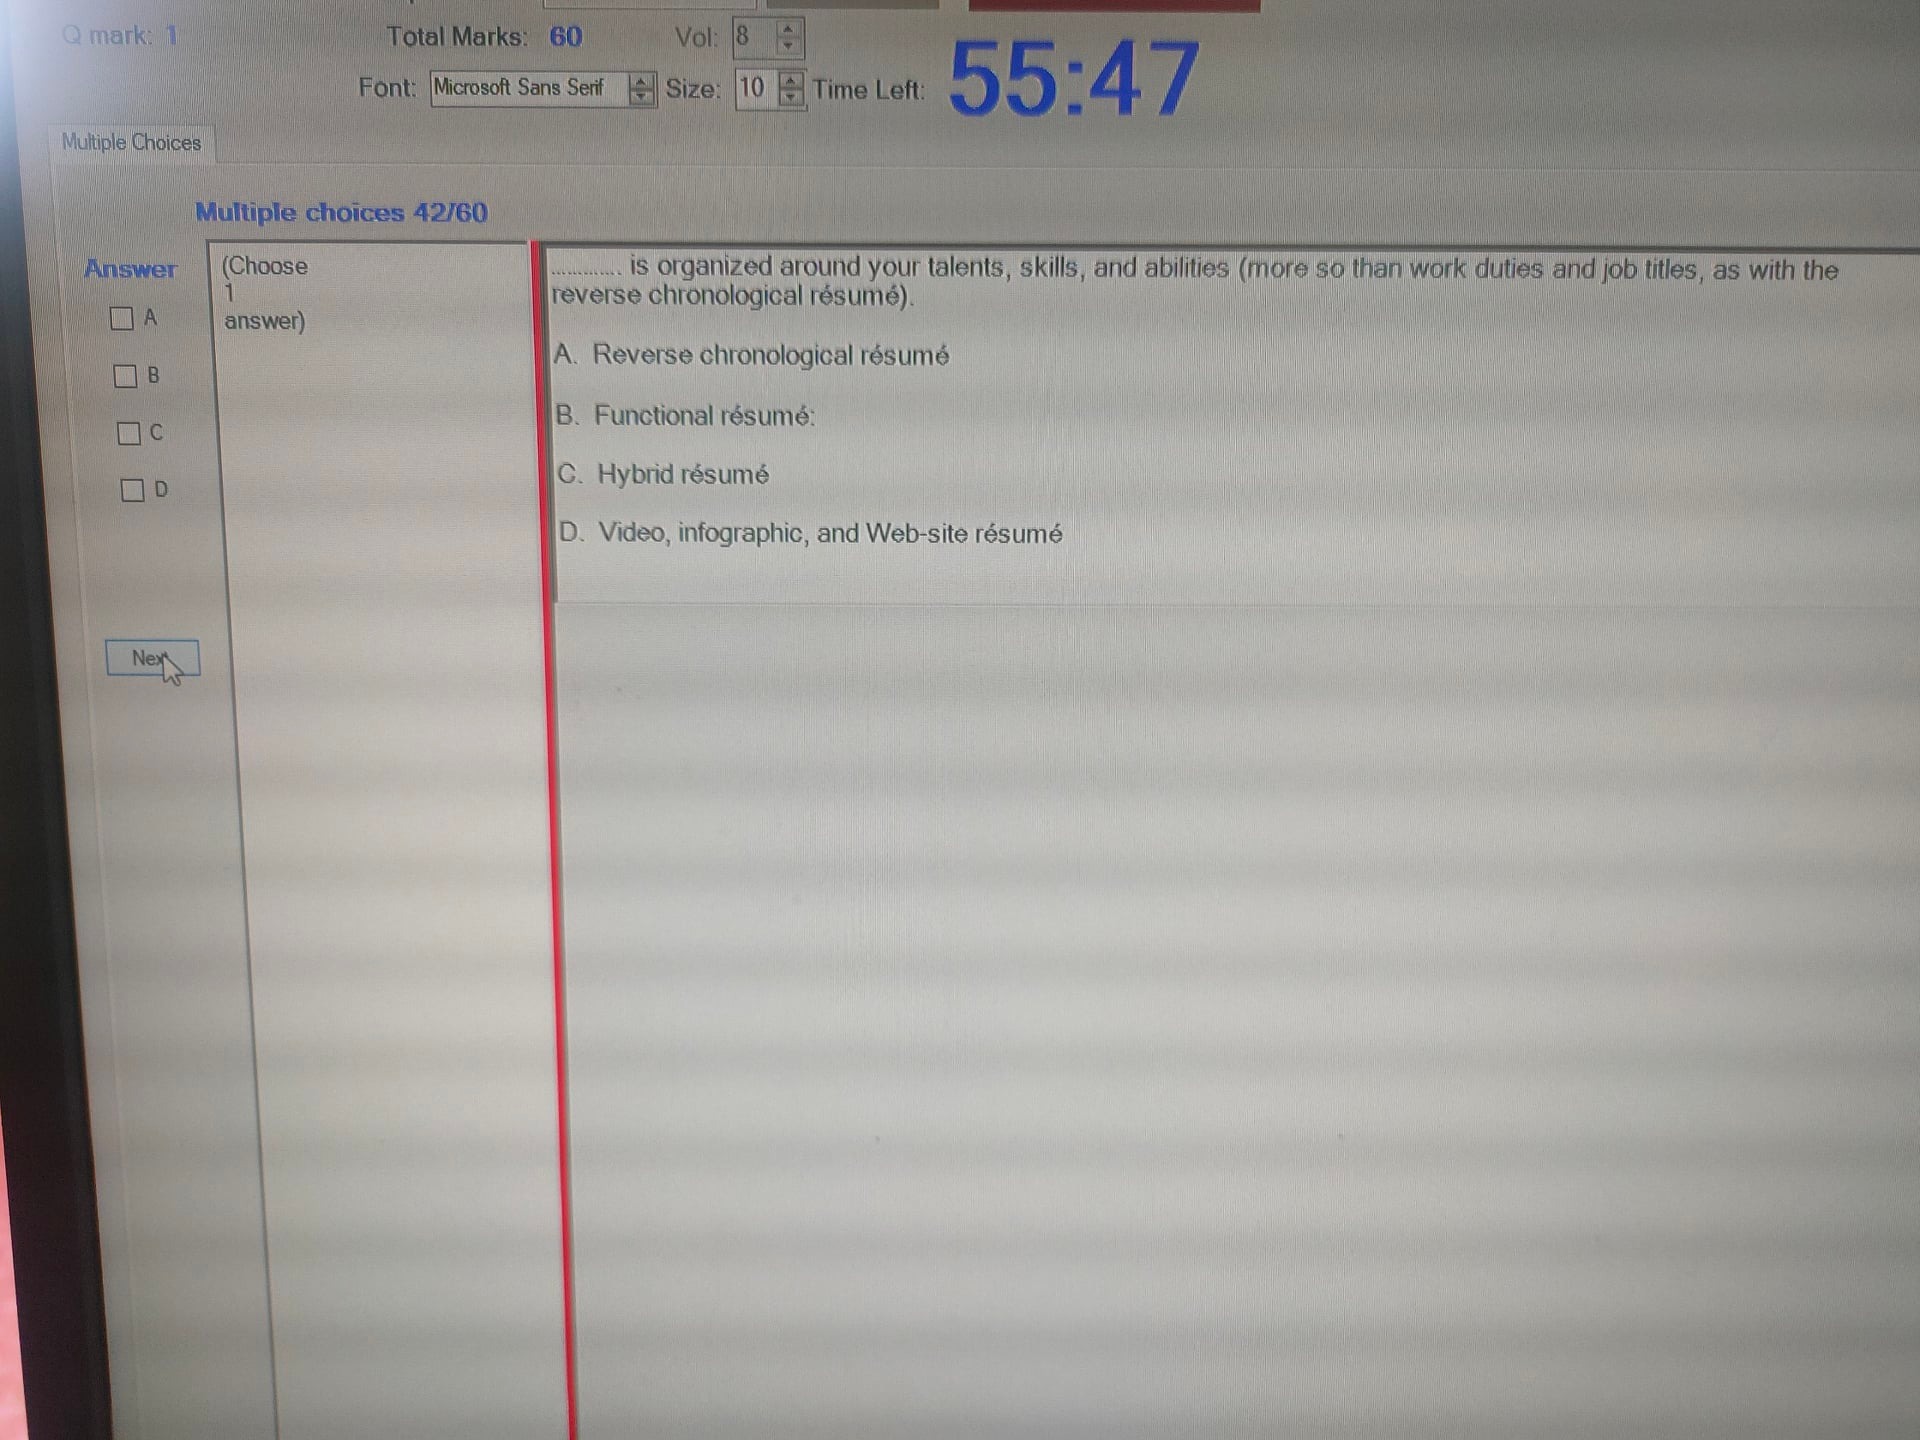 Q mark: 1
Total Marks: 60
Vol: 8
Font: Microsoft Sans Serif
Size: 10
Time Left: 55:47
Multiple Choices
Multiple choices 42/60
Answer
A
B
C
D
Next
(Choose
1
answer)
............. is organized around your talents, skills, and abilities (more so than work duties and job titles, as with the
reverse chronological résumé).
A. Reverse chronological résumé
B. Functional résumé:
C. Hybrid résumé
D. Video, infographic, and Web-site résumé